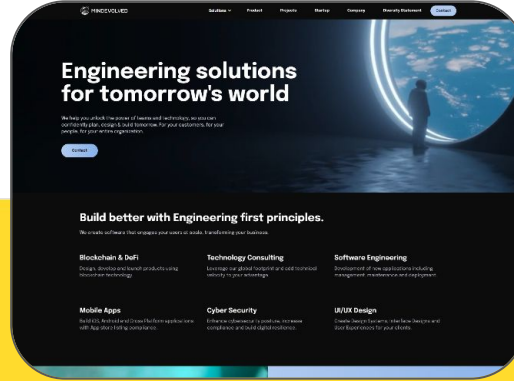 MINDEVOLVED
Solutions Product Projects Startup Company Diversity Statement Contact
Engineering solutions
for tomorrow's world
We help you unlock the power of teams and technology, so you can
confidently plan, design & build tomorrow. For your customers, for your
people, for your entire organization.
Contact
Build better with Engineering first principles.
We create software that engages your users at scale, transforming your business.
Blockchain & DeFi Technology Consulting Software Engineering
Design, develop and launch products using Leverage our global footprint and add technical Development of new applications including
blockchain technology. velocity to your advantage. management, maintenance and deployment.
Mobile Apps Cyber Security UI/UX Design
Build iOS, Android and Cross Platform applications Enhance cybersecurity posture, increase Create Design Systems, Interface Designs and
with App store listing compliance. compliance and build digital resilience. User Experiences for your clients.